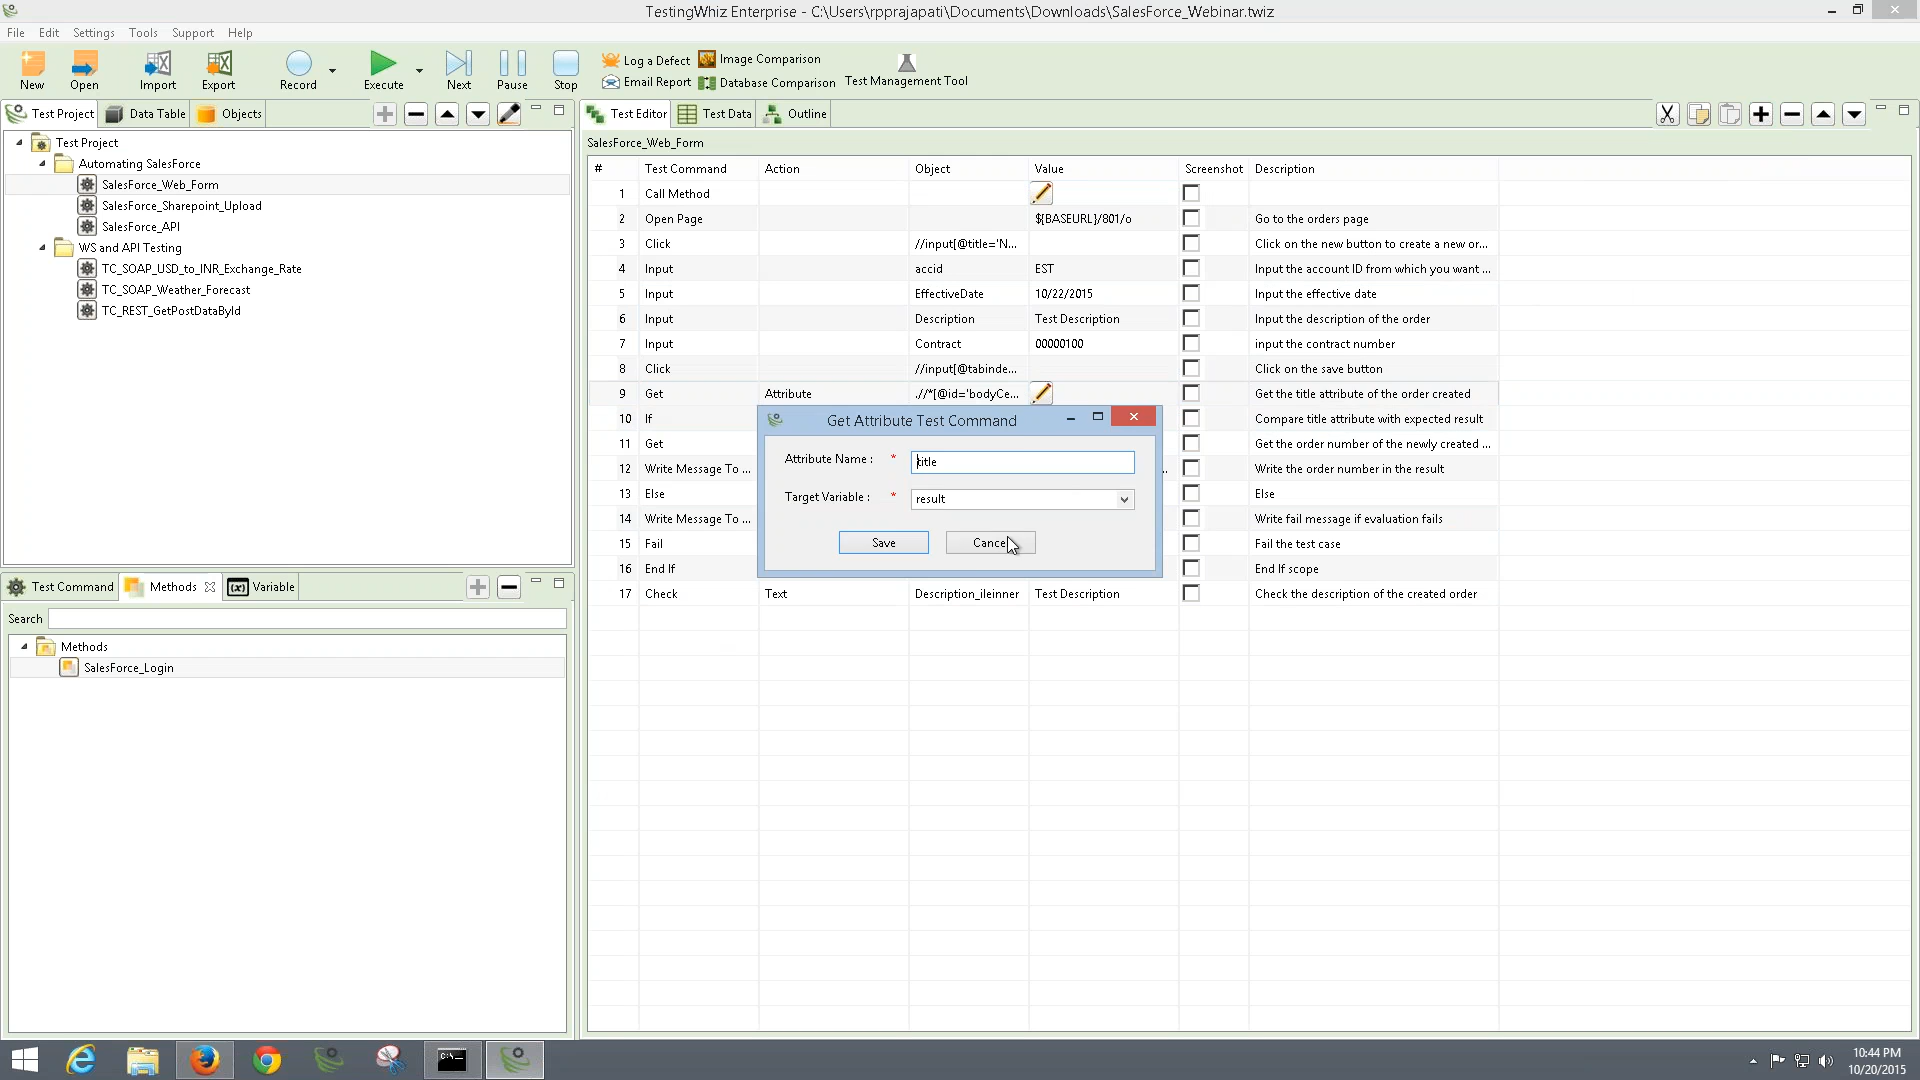 TestingWhiz Enterprise - C:\Users\rpprajapati\Documents\Downloads\SalesForce_Webinar.twiz
File Edit Settings Tools Support Help
New Open Import Export Record Execute Next Pause Stop
Log a Defect Image Comparison
Email Report Database Comparison Test Management Tool
Test Project Data Table Objects
Test Editor Test Data Outline
Test Project
Automating SalesForce
SalesForce_Web_Form
SalesForce_Sharepoint_Upload
SalesForce_API
WS and API Testing
TC_SOAP_USD_to_INR_Exchange_Rate
TC_SOAP_Weather_Forecast
TC_REST_GetPostDataById
SalesForce_Web_Form
# Test Command Action Object Value Screenshot Description
1 Call Method
2 Open Page ${BASEURL}/801/o Go to the orders page
3 Click //input[@title='N... Click on the new button to create a new or...
4 Input accid EST Input the account ID from which you want ...
5 Input EffectiveDate 10/22/2015 Input the effective date
6 Input Description Test Description Input the description of the order
7 Input Contract 00000100 input the contract number
8 Click //input[@tabinde... Click on the save button
9 Get Attribute .//*[@id='bodyCe... Get the title attribute of the order created
10 If Compare title attribute with expected result
11 Get Get the order number of the newly created ...
12 Write Message To ... .. Write the order number in the result
13 Else Else
14 Write Message To ... Write fail message if evaluation fails
15 Fail Fail the test case
16 End If End If scope
17 Check Text Description_ileinner Test Description Check the description of the created order
Get Attribute Test Command
Attribute Name : * title
Target Variable : * result
Save Cancel
Test Command Methods Variable
(x)
Search
Methods
SalesForce_Login
C:\
10:44 PM
10/20/2015